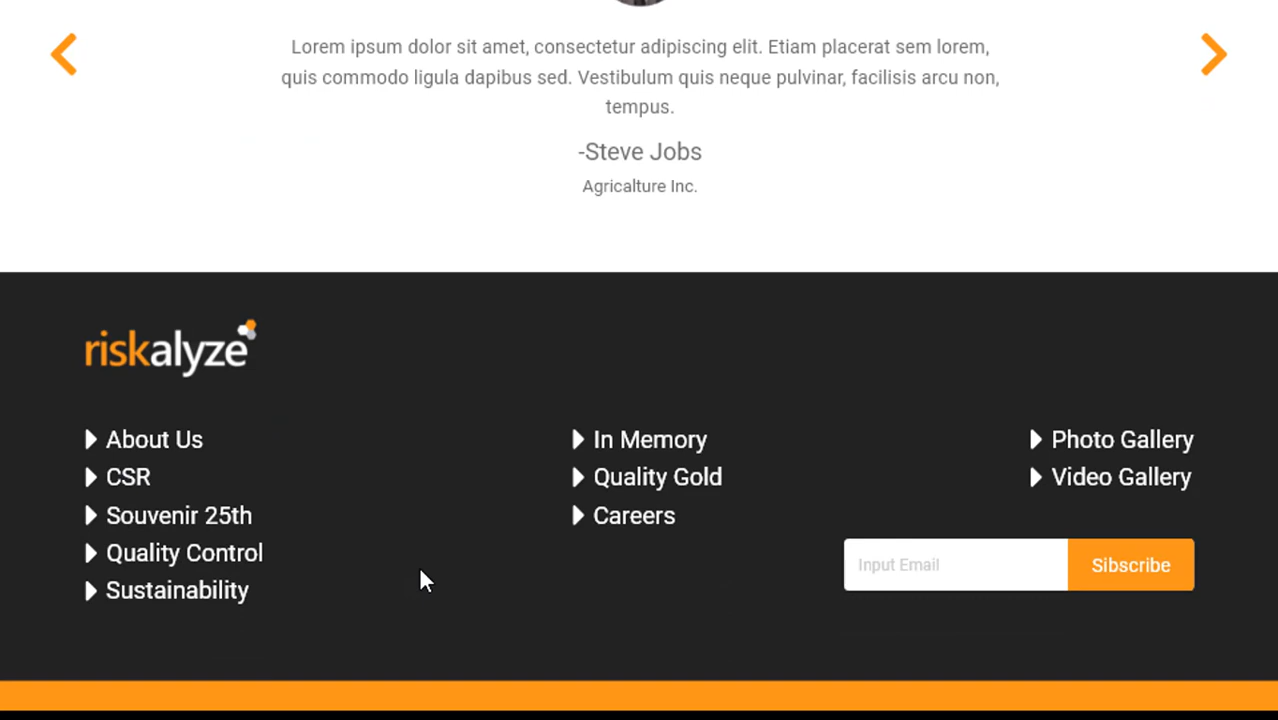 Lorem ipsum dolor sit amet, consectetur adipiscing elit. Etiam placerat sem lorem,
quis commodo ligula dapibus sed. Vestibulum quis neque pulvinar, facilisis arcu non,
tempus.
-Steve Jobs
Agricalture Inc.
riskalyze
About Us
CSR
Souvenir 25th
Quality Control
Sustainability
In Memory
Quality Gold
Careers
Photo Gallery
Video Gallery
Input Email
Sibscribe